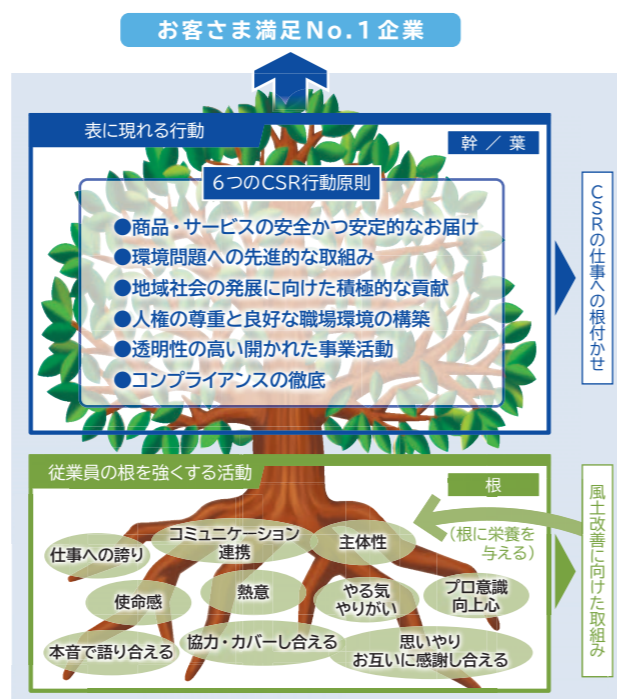 お客さま満足No.1企業
表に現れる行動
幹 / 葉
6つのCSR行動原則
●商品・サービスの安全かつ安定的なお届け
●環境問題への先進的な取組み
●地域社会の発展に向けた積極的な貢献
●人権の尊重と良好な職場環境の構築
●透明性の高い開かれた事業活動
●コンプライアンスの徹底
CSRの仕事への根付かせ
従業員の根を強くする活動
根
(根に栄養を
与える)
仕事への誇り
コミュニケーション
連携
主体性
使命感
熱意
やる気
やりがい
プロ意識
向上心
本音で語り合える
協力・カバーし合える
思いやり
お互いに感謝し合える
風土改善に向けた取組み